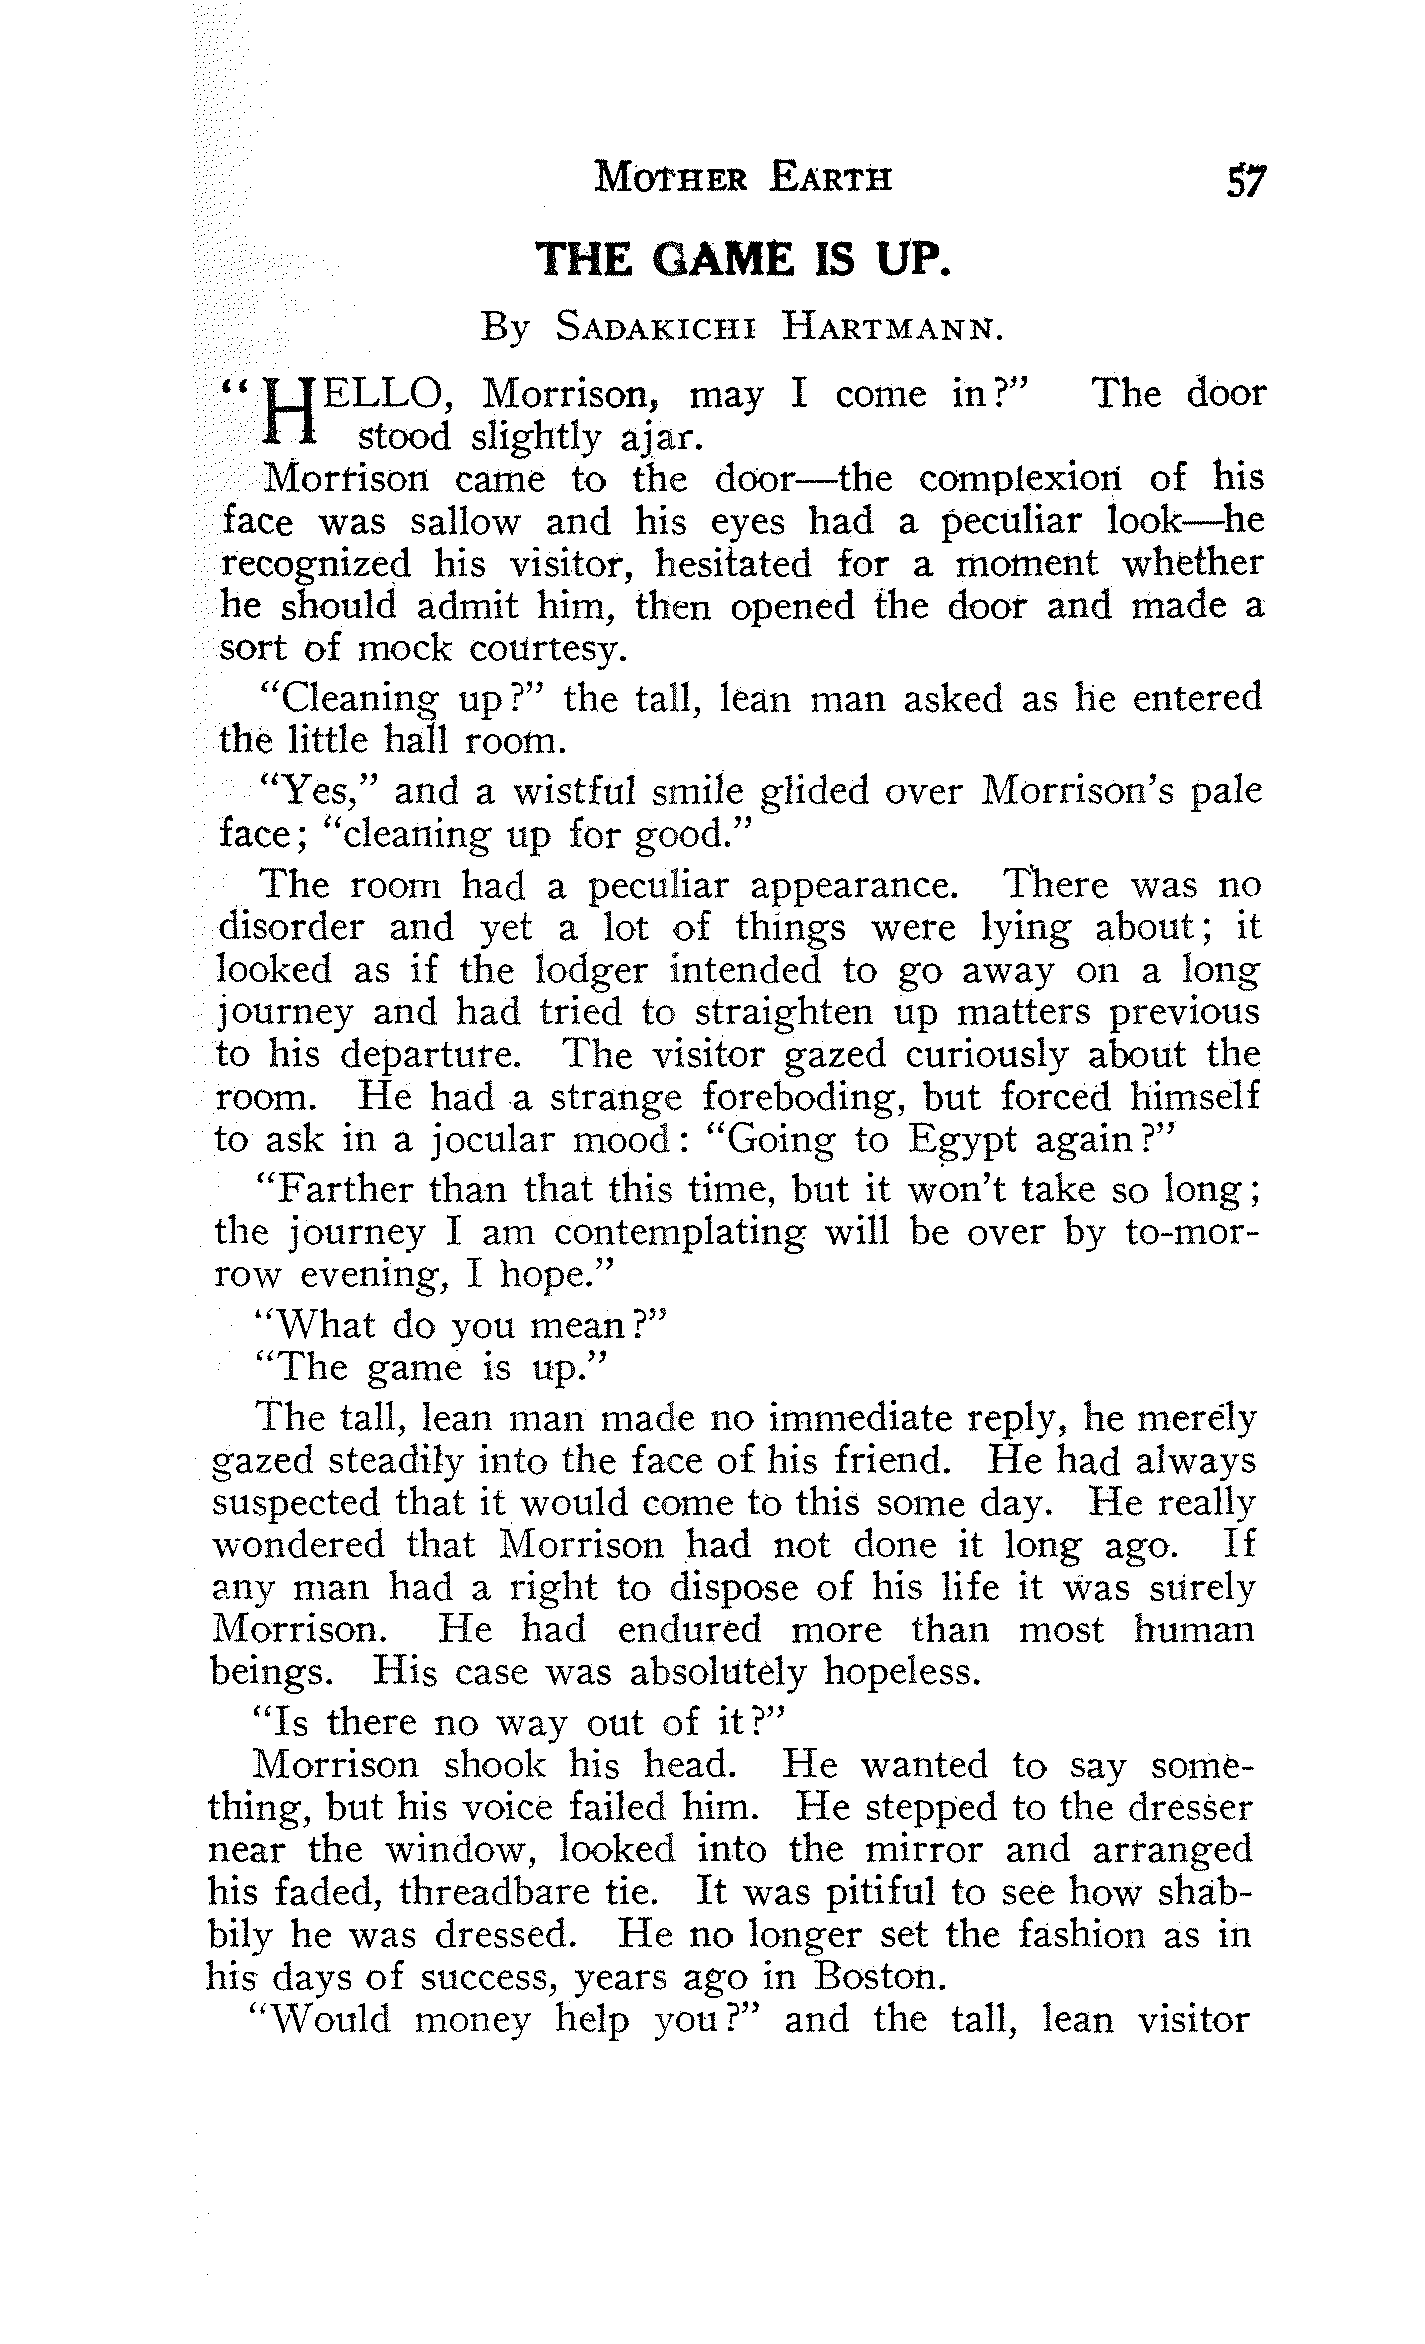 MOTHER EARTH 57
THE GAME IS UP.
By SADAKICHI HARTMANN.
"HELLO, Morrison, may I come in?" The door
stood slightly ajar.
Morrison came to the door—the complexion of his
face was sallow and his eyes had a peculiar look—he
recognized his visitor, hesitated for a moment whether
he should admit him, then opened the door and made a
sort of mock courtesy.
"Cleaning up?" the tall, lean man asked as he entered
the little hall room.
"Yes," and a wistful smile glided over Morrison's pale
face; "cleaning up for good."
The room had a peculiar appearance. There was no
disorder and yet a lot of things were lying about; it
looked as if the lodger intended to go away on a long
journey and had tried to straighten up matters previous
to his departure. The visitor gazed curiously about the
room. He had a strange foreboding, but forced himself
to ask in a jocular mood: "Going to Egypt again?"
"Farther than that this time, but it won't take so long;
the journey I am contemplating will be over by to-mor-
row evening, I hope."
"What do you mean?"
"The game is up."
The tall, lean man made no immediate reply, he merely
gazed steadily into the face of his friend. He had always
suspected that it would come to this some day. He really
wondered that Morrison had not done it long ago. If
any man had a right to dispose of his life it was surely
Morrison. He had endured more than most human
beings. His case was absolutely hopeless.
"Is there no way out of it?"
Morrison shook his head. He wanted to say some-
thing, but his voice failed him. He stepped to the dresser
near the window, looked into the mirror and arranged
his faded, threadbare tie. It was pitiful to see how shab-
bily he was dressed. He no longer set the fashion as in
his days of success, years ago in Boston.
"Would money help you?" and the tall, lean visitor